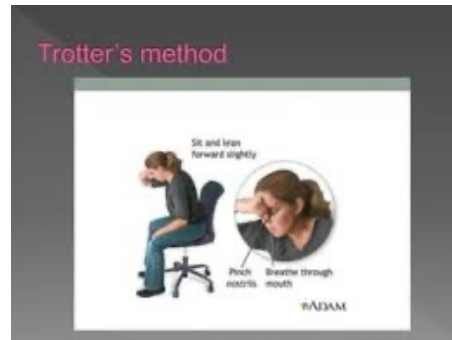 Trotter's method
Sit and lean
forward slightly
Pinch
nostrils
Breathe through
mouth
ADAM